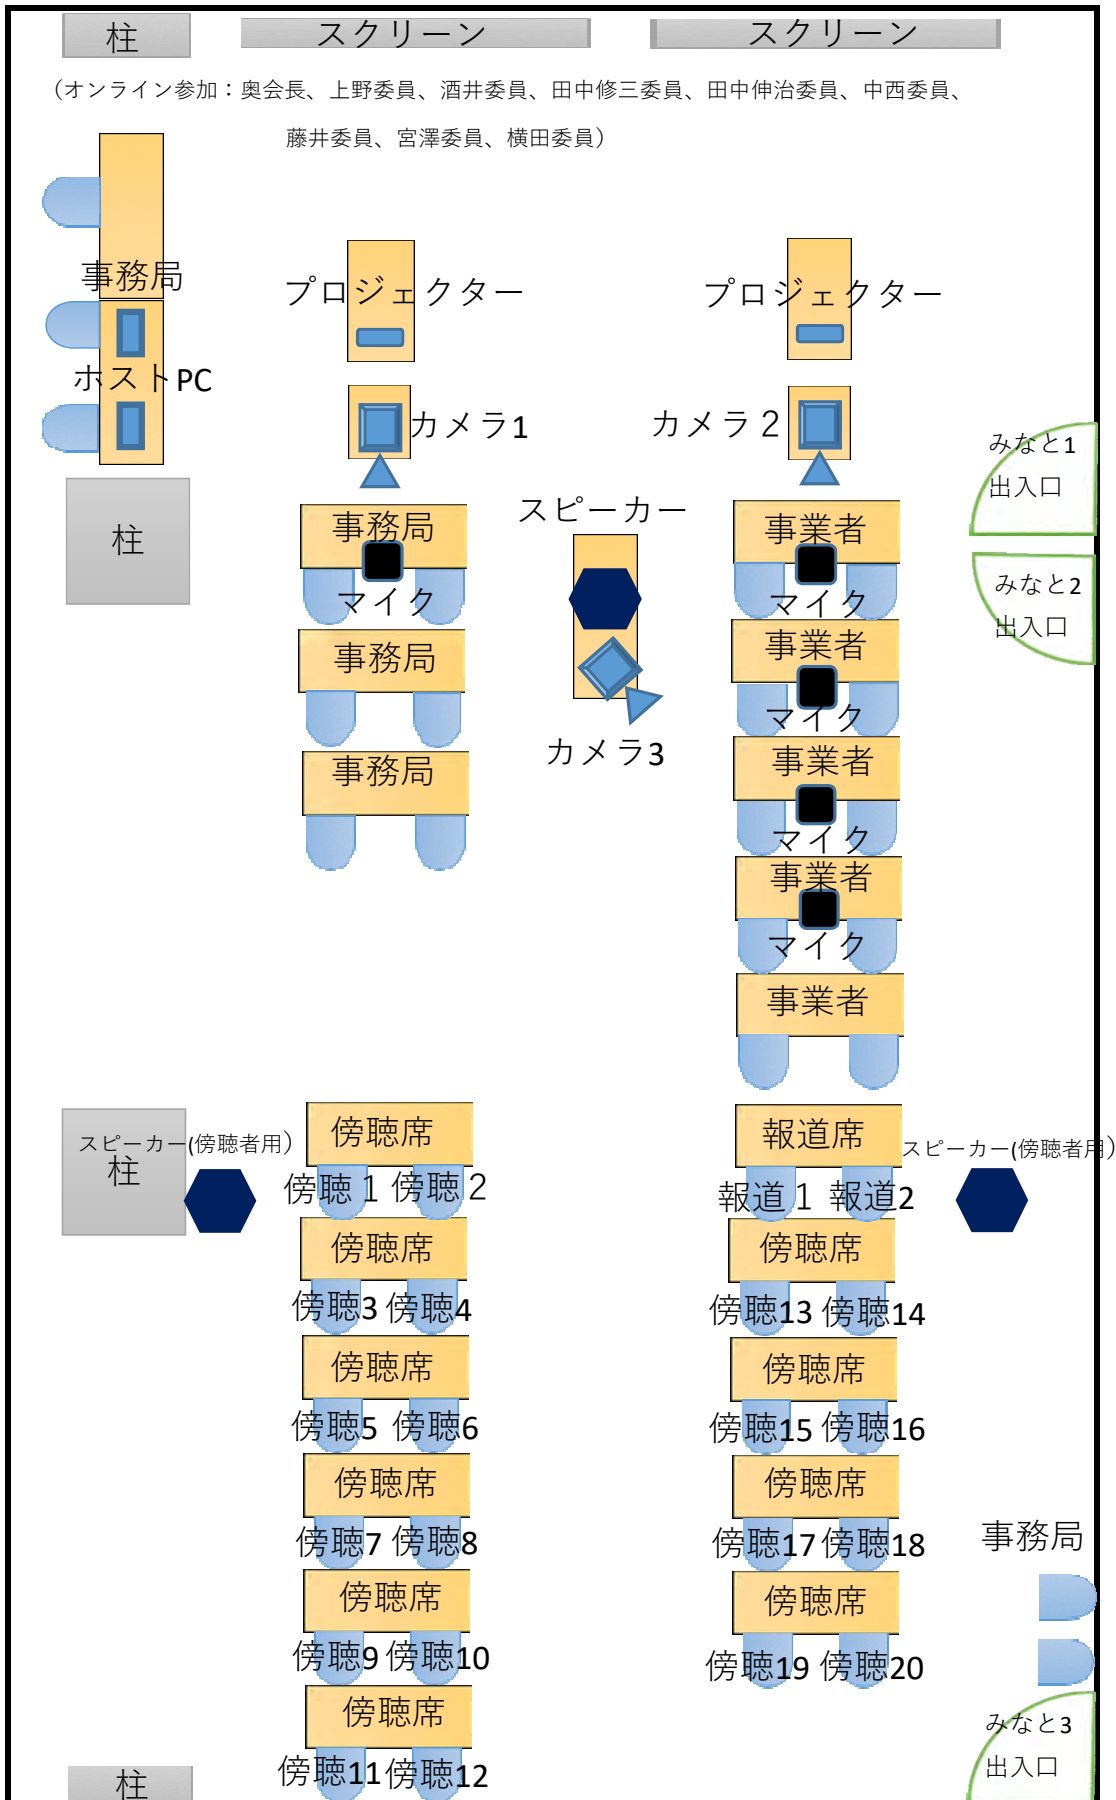 柱
スクリーン
スクリーン
（オンライン参加：奥会長、上野委員、酒井委員、田中修三委員、田中伸治委員、中西委員、
藤井委員、宮澤委員、横田委員）
事務局
プロジェクター
プロジェクター
ホストPC
カメラ1
カメラ２
みなと1
出入口
スピーカー
柱
事務局
マイク
事業者
マイク
みなと2
出入口
事務局
事業者
マイク
カメラ3
事務局
事業者
マイク
事業者
マイク
事業者
スピーカー(傍聴者用）
柱
傍聴席
傍聴１ 傍聴２
報道席
報道１ 報道2
スピーカー(傍聴者用）
傍聴席
傍聴3 傍聴4
傍聴席
傍聴13 傍聴14
傍聴席
傍聴5 傍聴6
傍聴席
傍聴15 傍聴16
傍聴席
傍聴7 傍聴8
傍聴席
傍聴17 傍聴18
事務局
傍聴席
傍聴9 傍聴10
傍聴席
傍聴19 傍聴20
傍聴席
傍聴11 傍聴12
みなと3
出入口
柱